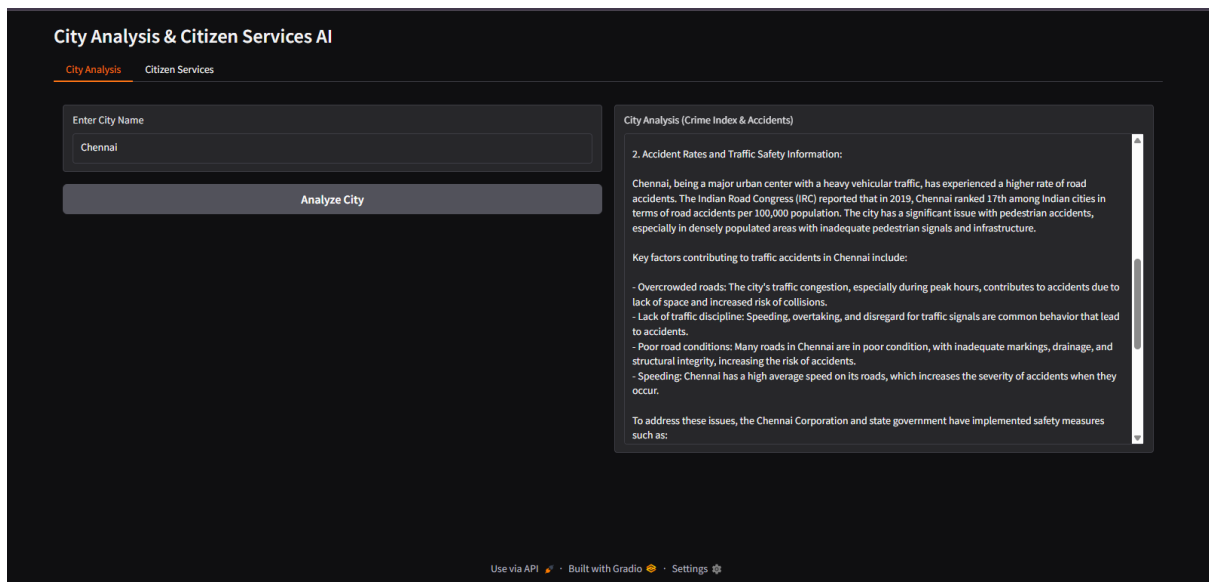 City Analysis & Citizen Services AI
City Analysis
Citizen Services
Enter City Name
Chennai
Analyze City
City Analysis (Crime Index & Accidents)
2. Accident Rates and Traffic Safety Information:
Chennai, being a major urban center with a heavy vehicular traffic, has experienced a higher rate of road
accidents. The Indian Road Congress (IRC) reported that in 2019, Chennai ranked 17th among Indian cities in
terms of road accidents per 100,000 population. The city has a significant issue with pedestrian accidents,
especially in densely populated areas with inadequate pedestrian signals and infrastructure.
Key factors contributing to traffic accidents in Chennai include:
- Overcrowded roads: The city's traffic congestion, especially during peak hours, contributes to accidents due to
lack of space and increased risk of collisions.
- Lack of traffic discipline: Speeding, overtaking, and disregard for traffic signals are common behavior that lead
to accidents.
- Poor road conditions: Many roads in Chennai are in poor condition, with inadequate markings, drainage, and
structural integrity, increasing the risk of accidents.
- Speeding: Chennai has a high average speed on its roads, which increases the severity of accidents when they
occur.
To address these issues, the Chennai Corporation and state government have implemented safety measures
such as:
Use via API · Built with Gradio · Settings